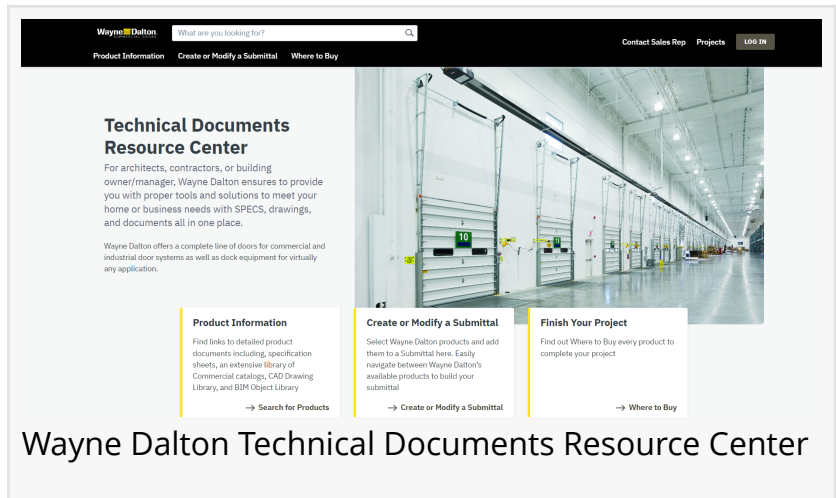 Wayne Dalton
COMMERCIAL DOORS
What are you looking for?
Product Information Create or Modify a Submittal Where to Buy
Contact Sales Rep Projects LOG IN
Technical Documents
Resource Center
For architects, contractors, or building
owner/manager, Wayne Dalton ensures to provide
you with proper tools and solutions to meet your
home or business needs with SPECS, drawings,
and documents all in one place.
Wayne Dalton offers a complete line of doors for commercial and
industrial door systems as well as dock equipment for virtually
any application.
10
11
Product Information
Find links to detailed product
documents including, specification
sheets, an extensive library of
Commercial catalogs, CAD Drawing
Library, and BIM Object Library
→ Search for Products
Create or Modify a Submittal
Select Wayne Dalton products and add
them to a Submittal here. Easily
navigate between Wayne Dalton's
available products to build your
submittal
→ Create or Modify a Submittal
Finish Your Project
Find out Where to Buy every product to
complete your project
→ Where to Buy
Wayne Dalton Technical Documents Resource Center